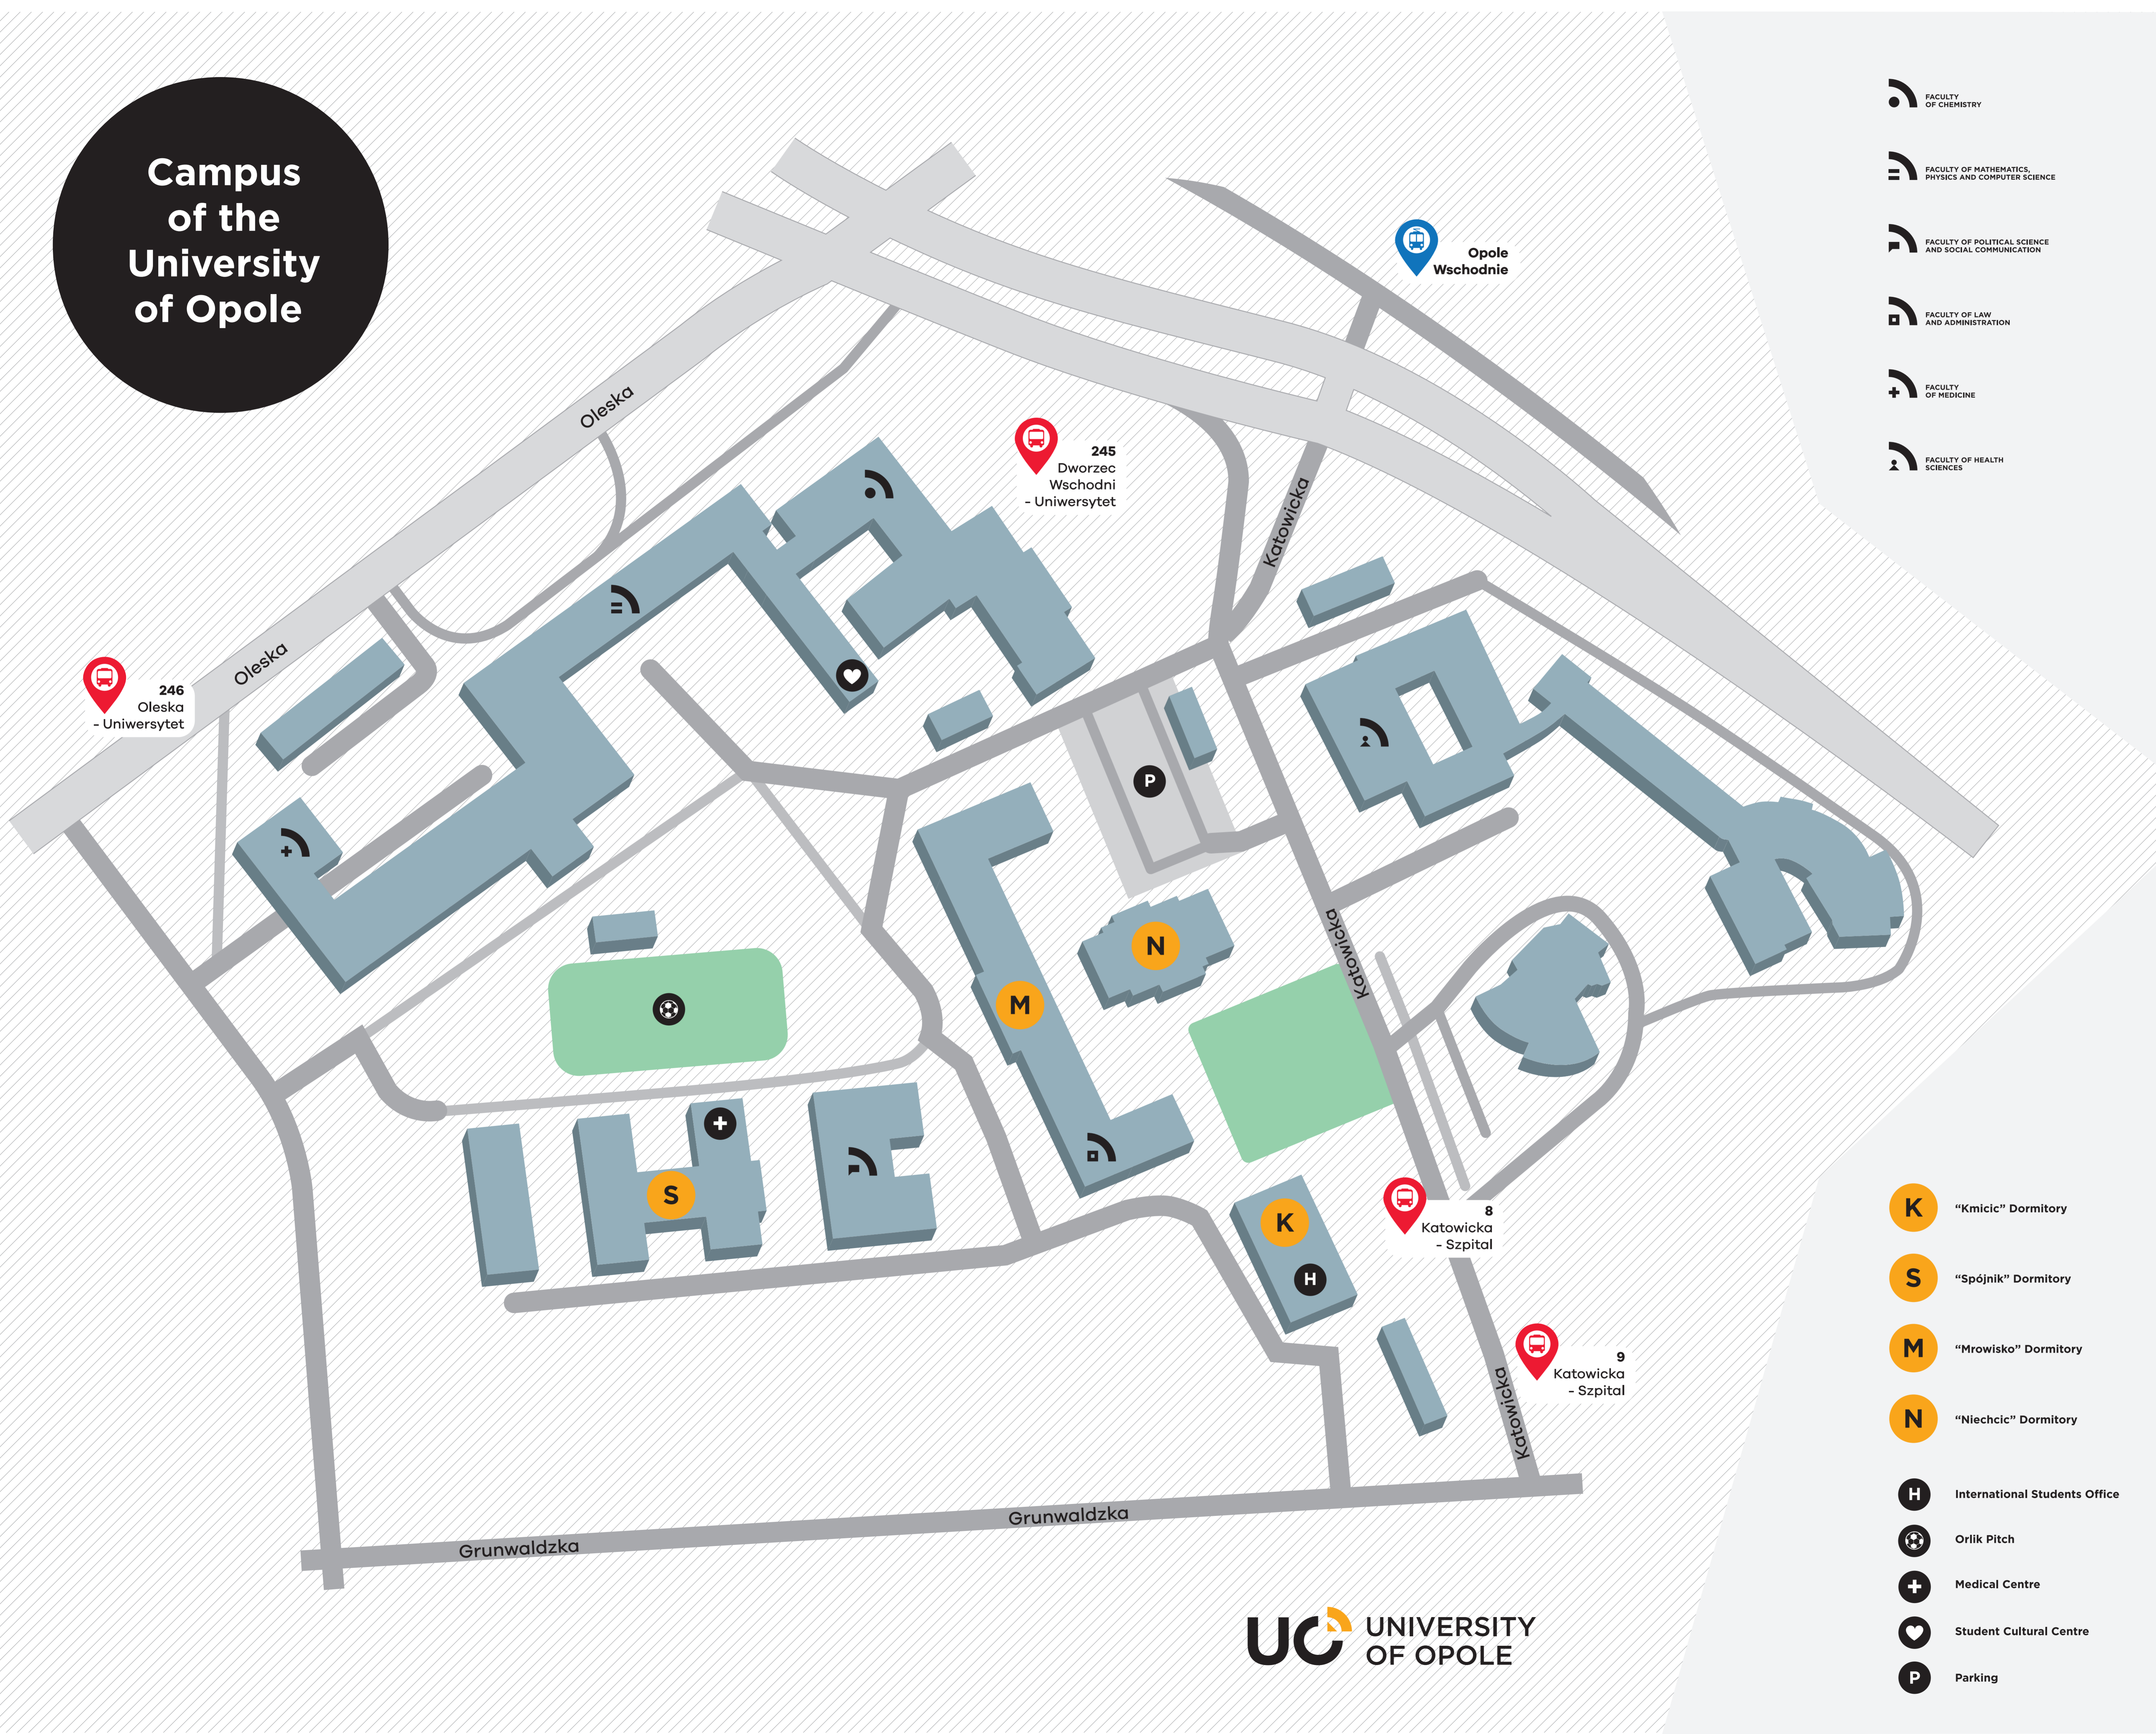 Campus
of the
University
of Opole
FACULTY
OF CHEMISTRY
FACULTY OF MATHEMATICS,
PHYSICS AND COMPUTER SCIENCE
FACULTY OF POLITICAL SCIENCE
AND SOCIAL COMMUNICATION
FACULTY OF LAW
AND ADMINISTRATION
FACULTY
OF MEDICINE
FACULTY OF HEALTH
SCIENCES
Opole
Wschodnie
Oleska
245
Dworzec
Wschodni
- Uniwersytet
Katowicka
Oleska
246
Oleska
- Uniwersytet
P
N
Katowicka
M
S
K
H
8
Katowicka
- Szpital
9
Katowicka
- Szpital
Katowicka
Grunwaldzka
Grunwaldzka
K
“Kmicic” Dormitory
S
“Spójnik” Dormitory
M
“Mrowisko” Dormitory
N
“Niechcic” Dormitory
H
International Students Office
Orlik Pitch
Medical Centre
Student Cultural Centre
P
Parking
UO UNIVERSITY
OF OPOLE